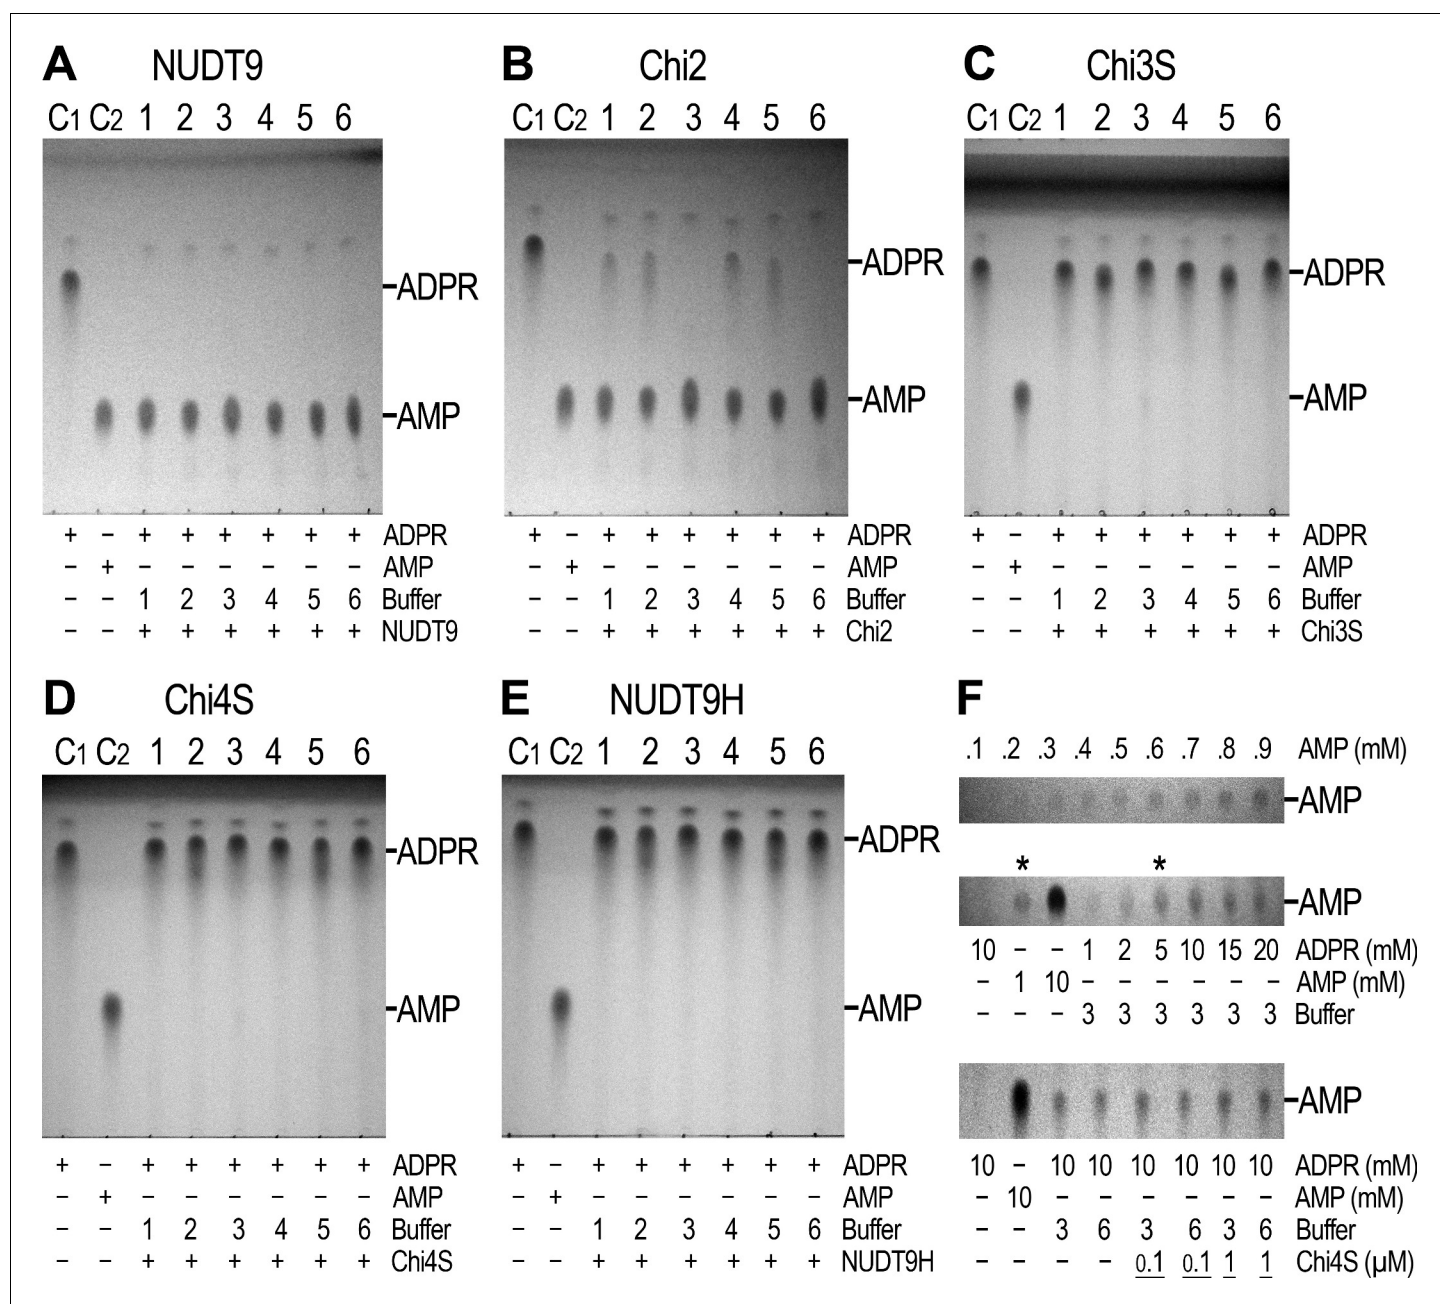 A NUDT9
C1 C2 1 2 3 4 5 6
ADPR
AMP
+ – + + + + + + ADPR
– + – – – – – – AMP
– – 1 2 3 4 5 6 Buffer
– – + + + + + + NUDT9
B Chi2
C1 C2 1 2 3 4 5 6
ADPR
AMP
+ – + + + + + + ADPR
– + – – – – – – AMP
– – 1 2 3 4 5 6 Buffer
– – + + + + + + Chi2
C Chi3S
C1 C2 1 2 3 4 5 6
ADPR
AMP
+ – + + + + + + ADPR
– + – – – – – – AMP
– – 1 2 3 4 5 6 Buffer
– – + + + + + + Chi3S
D Chi4S
C1 C2 1 2 3 4 5 6
ADPR
AMP
+ – + + + + + + ADPR
– + – – – – – – AMP
– – 1 2 3 4 5 6 Buffer
– – + + + + + + Chi4S
E NUDT9H
C1 C2 1 2 3 4 5 6
ADPR
AMP
+ – + + + + + + ADPR
– + – – – – – – AMP
– – 1 2 3 4 5 6 Buffer
– – + + + + + + NUDT9H
F
.1 .2 .3 .4 .5 .6 .7 .8 .9 AMP (mM)
AMP
* *
AMP
10 – – 1 2 5 10 15 20 ADPR (mM)
– 1 10 – – – – – – AMP (mM)
– – – 3 3 3 3 3 3 Buffer
AMP
10 – 10 10 10 10 10 10 ADPR (mM)
– 10 – – – – – – AMP (mM)
– – 3 6 3 6 3 6 Buffer
– – – – 0.1 0.1 1 1 Chi4S (µM)